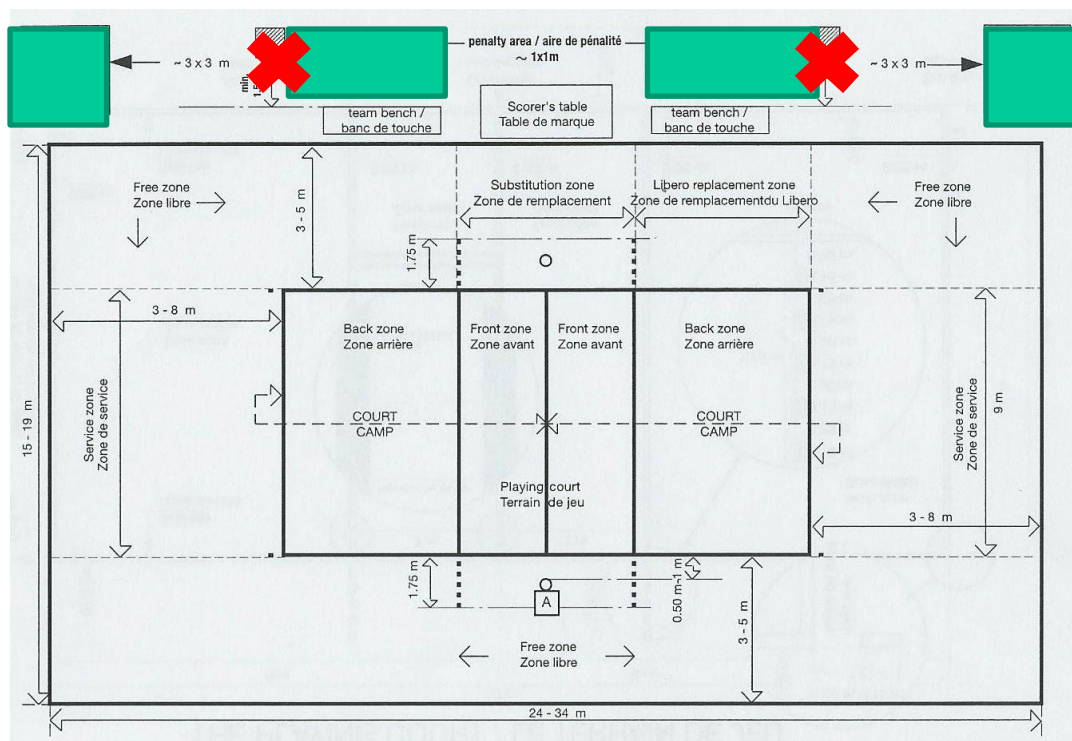 penalty area / aire de pénalité
~ 1x1m
~ 3 x 3 m
~ 3 x 3 m
min.
Scorer's table
Table de marque
team bench /
banc de touche
team bench /
banc de touche
Free zone
Zone libre
3 - 5 m
Substitution zone
Zone de remplacement
Libero replacement zone
Zone de remplacementdu Libero
Free zone
Zone libre
1.75 m
3 - 8 m
Back zone
Zone arrière
Front zone
Zone avant
Front zone
Zone avant
Back zone
Zone arrière
15 - 19 m
Service zone
Zone de service
COURT
CAMP
COURT
CAMP
Service zone
Zone de service
9 m
Playing court
Terrain de jeu
3 - 8 m
1.75 m
A
0.50 m-1 m
3 - 5 m
Free zone
Zone libre
24 - 34 m